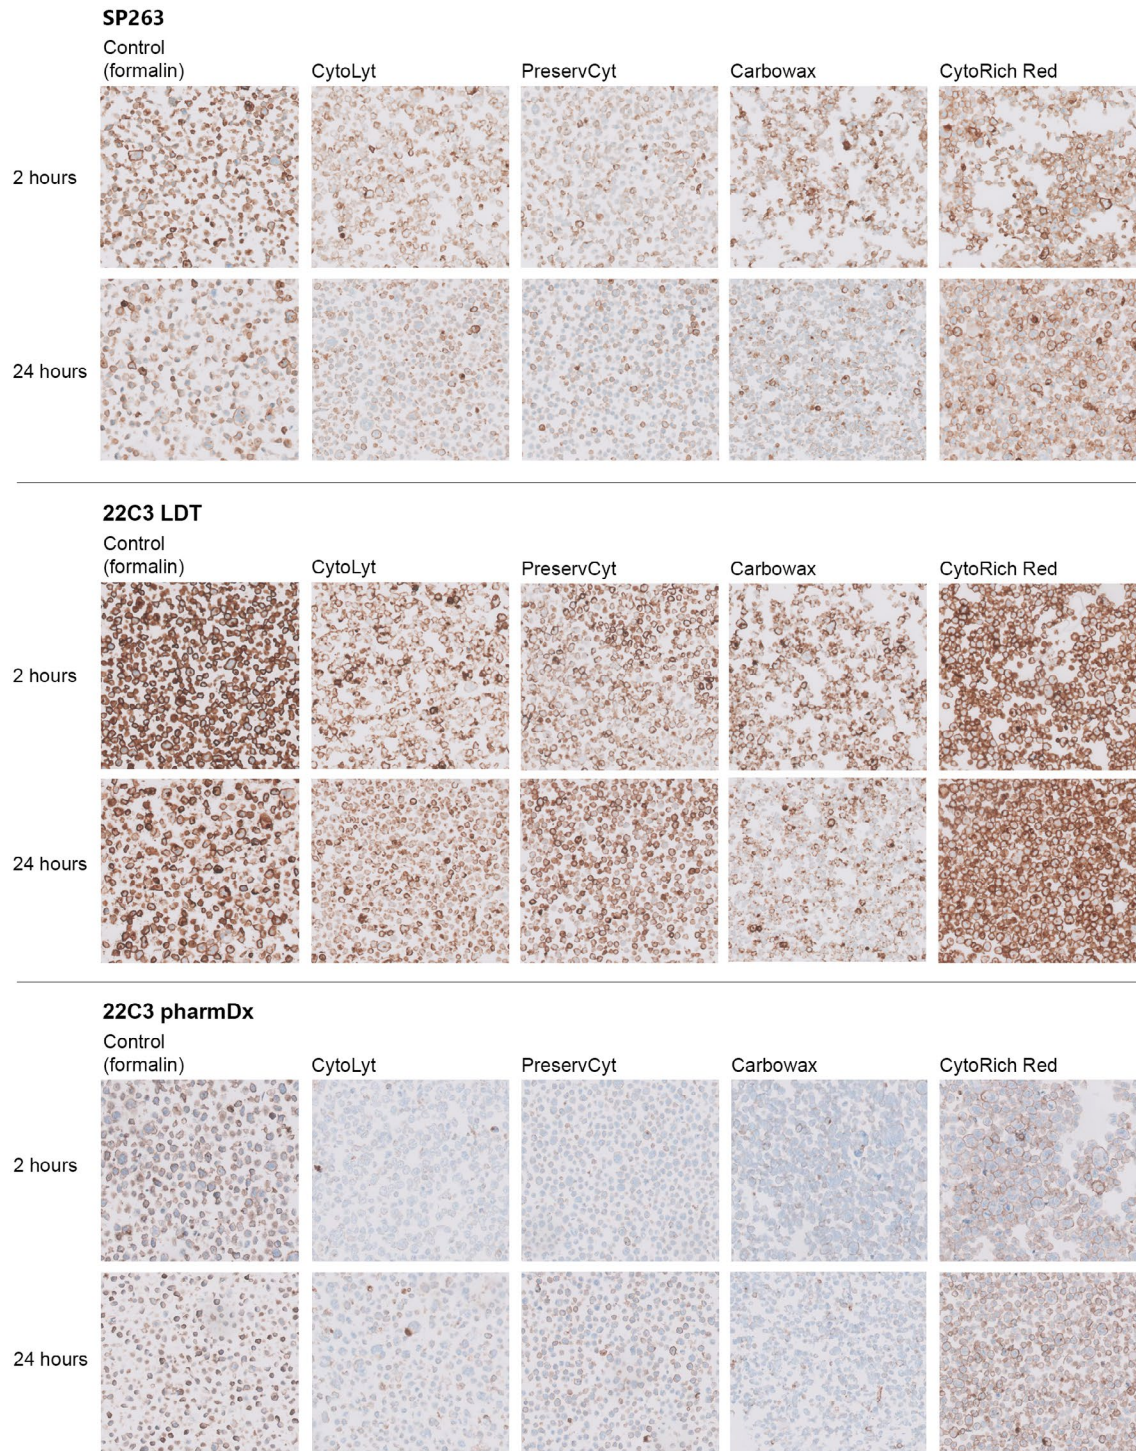 SP263
Control
(formalin)
CytoLyt
PreservCyt
Carbowax
CytoRich Red
2 hours
24 hours
22C3 LDT
Control
(formalin)
CytoLyt
PreservCyt
Carbowax
CytoRich Red
2 hours
24 hours
22C3 pharmDx
Control
(formalin)
CytoLyt
PreservCyt
Carbowax
CytoRich Red
2 hours
24 hours